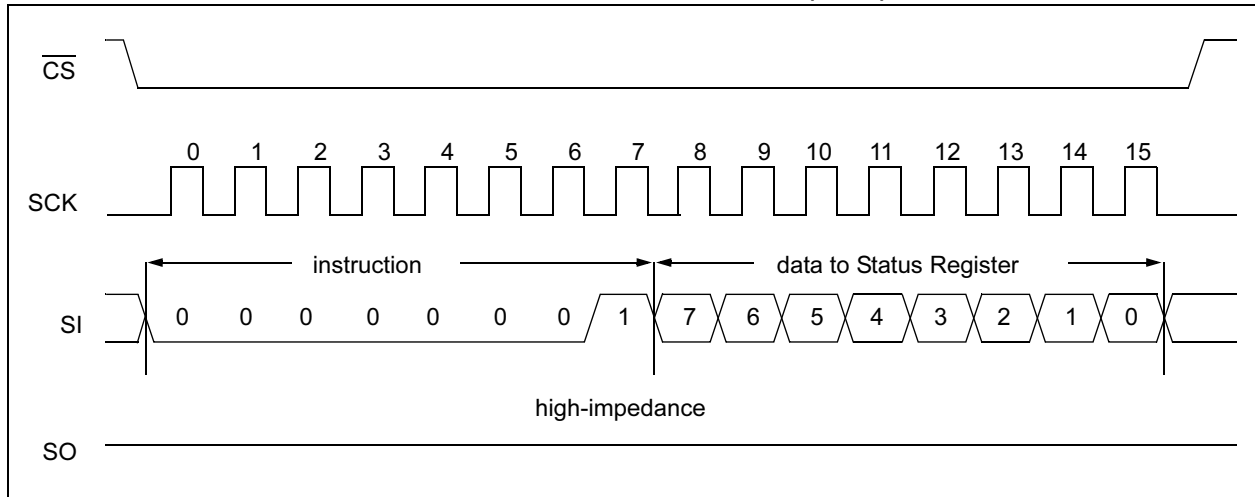 CS
0 1 2 3 4 5 6 7 8 9 10 11 12 13 14 15
SCK
instruction data to Status Register
SI 0 0 0 0 0 0 0 1 7 6 5 4 3 2 1 0
high-impedance
SO